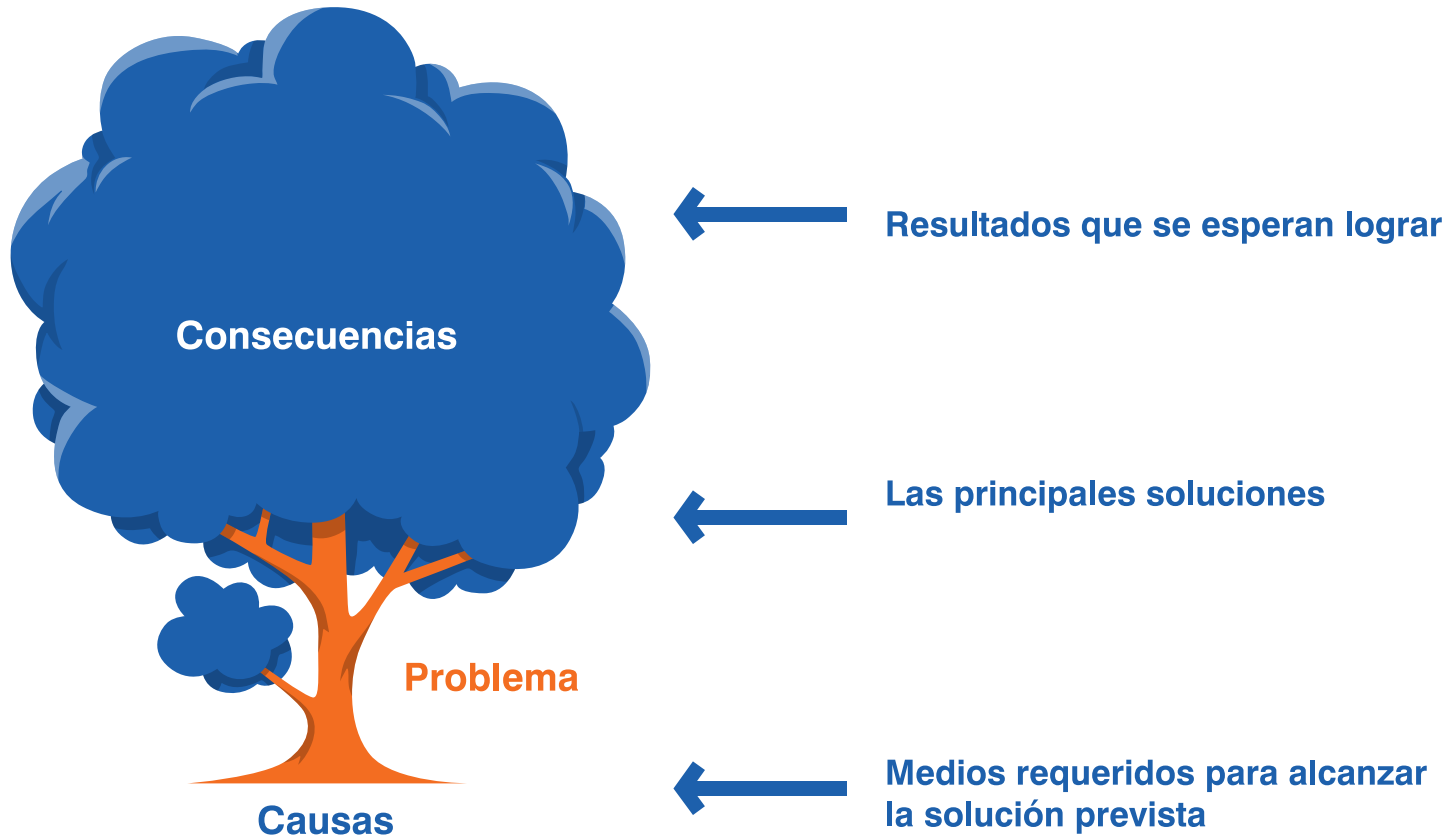 Resultados que se esperan lograr
Consecuencias
Las principales soluciones
Problema
Medios requeridos para alcanzar
la solución prevista
Causas